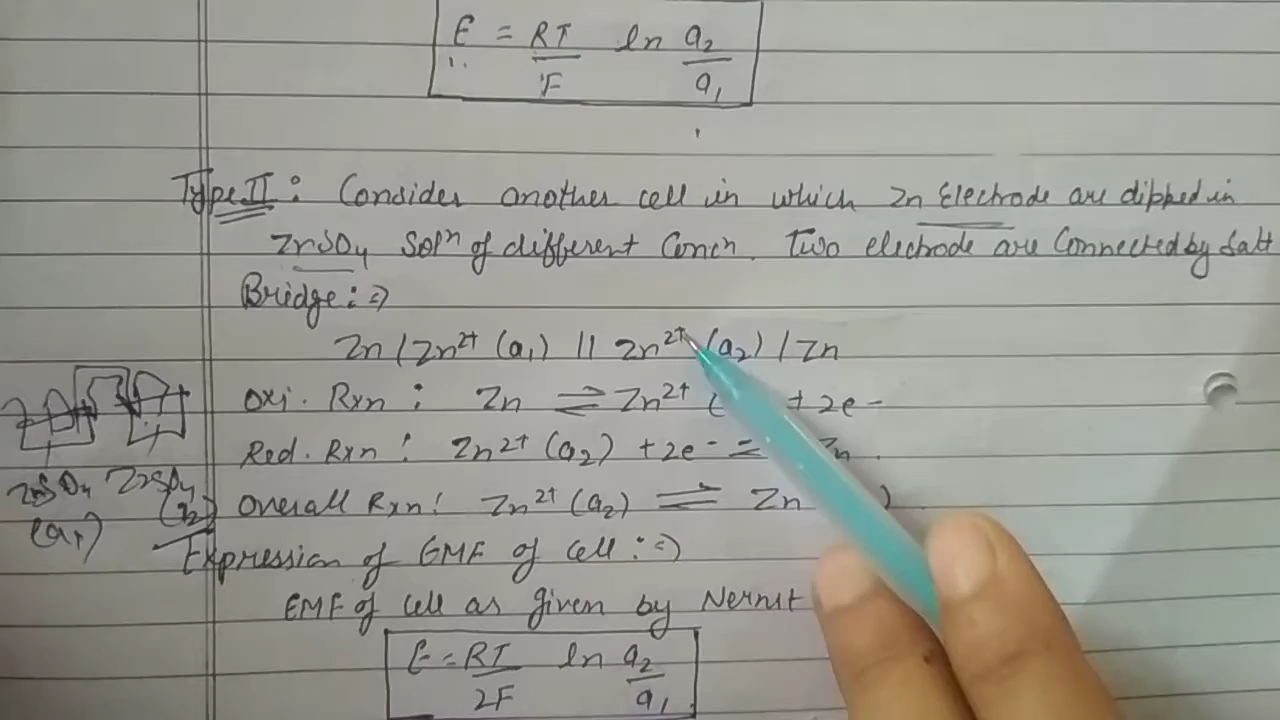 E = RT/F ln a2/a1
Type II : Consider another cell in which Zn Electrode are dipped in
ZnSO4 Solⁿ of different Concn. Two electrode are Connected by Salt
Bridge :⇒
Zn / Zn²⁺ (a₁) // Zn²⁺ (a₂) / Zn
Oxi. Rxn : Zn ⇌ Zn²⁺ ( + 2e-
Red. Rxn : Zn²⁺ (a₂) + 2e- = Zn.
ZnSO4 ZnSO4
(a₁) (a₂)
Overall Rxn : Zn²⁺ (a₂) ⇌ Zn )
Expression of EMF of Cell :⇒)
EMF of Cell as given by Nernst
E = RT/2F ln a2/a1